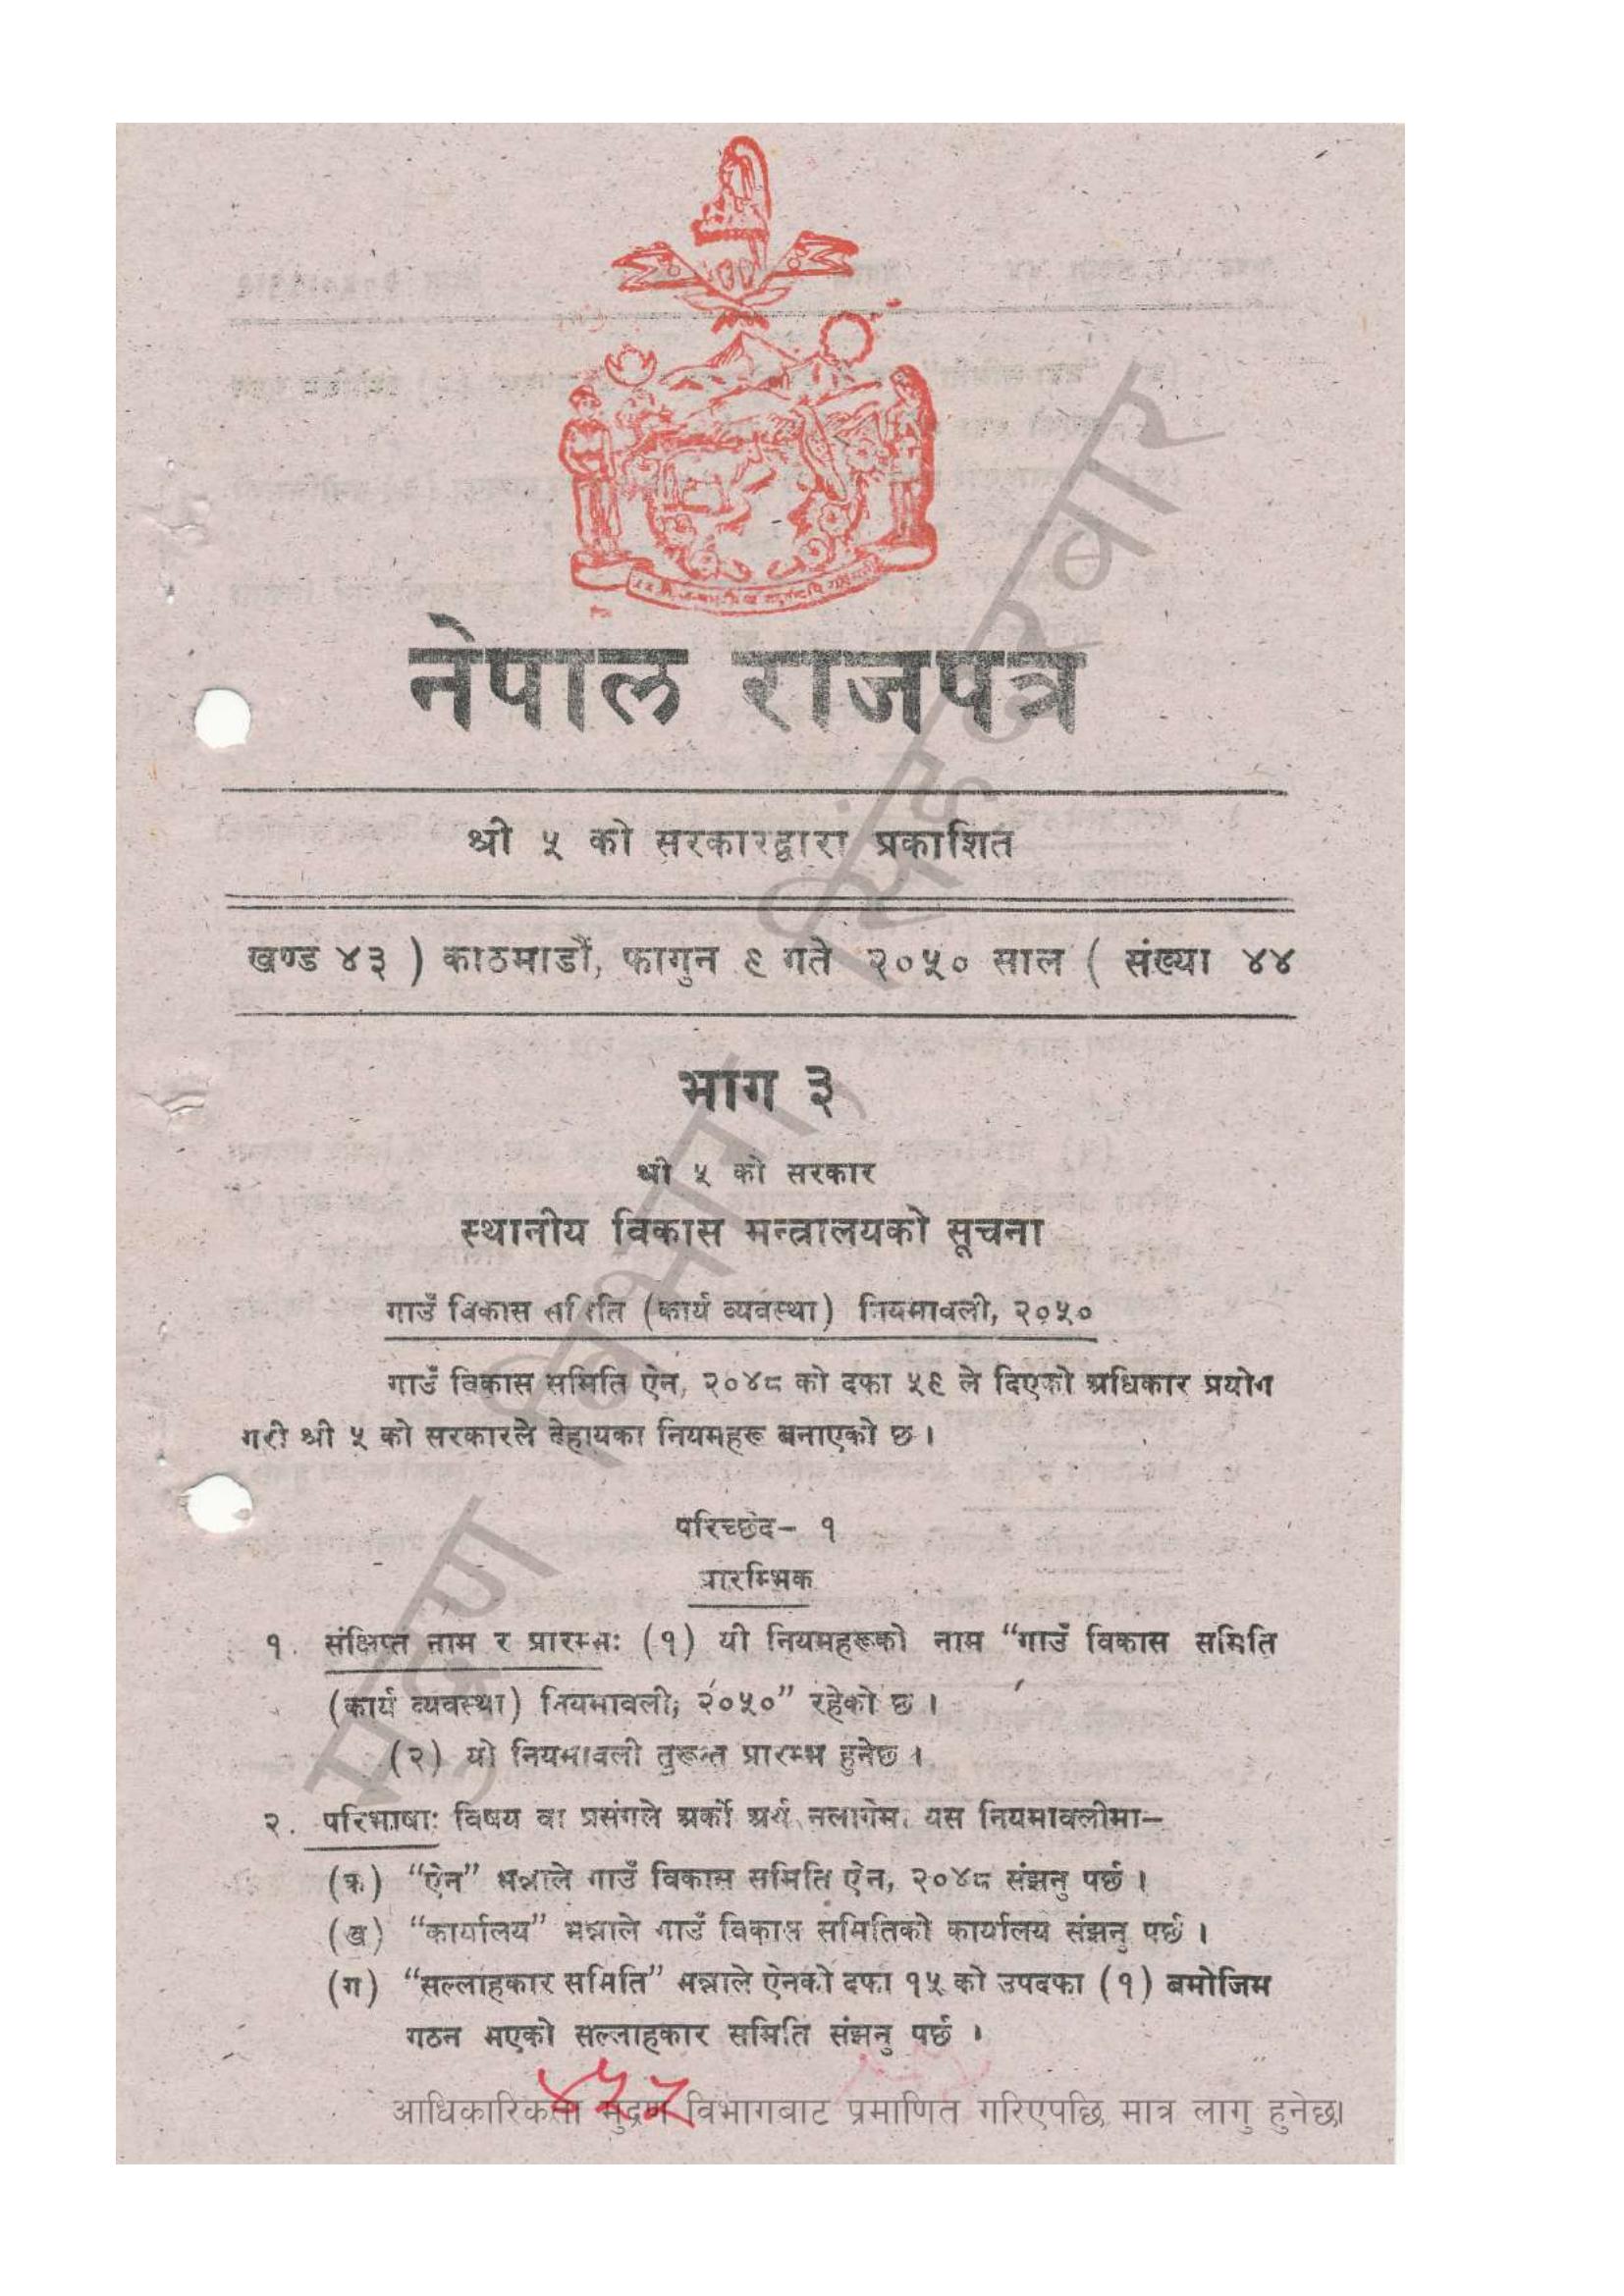 नेपाल राजपत्र
श्री ५ को सरकारद्वारा प्रकाशित
खण्ड ४३ ) काठमाडौं, फागुन ९ गते २०५० साल ( संख्या ४४
भाग ३
श्री ५ को सरकार
स्थानीय विकास मन्त्रालयको सूचना
गाउँ विकास समिति (कार्य व्यवस्था) नियमावली, २०५०
गाउँ विकास समिति ऐन, २०४८ को दफा ५९ ले दिएको अधिकार प्रयोग
गरी श्री ५ को सरकारले देहायका नियमहरू बनाएको छ ।
परिच्छेद- १
प्रारम्भिक
१. संक्षिप्त नाम र प्रारम्भः (१) यी नियमहरूको नाम “गाउँ विकास समिति
(कार्य व्यवस्था) नियमावली, २०५०” रहेको छ ।
(२) यो नियमावली तुरून्त प्रारम्भ हुनेछ ।
२. परिभाषाः विषय वा प्रसंगले अर्को अर्थ नलागेमा यस नियमावलीमा–
(क) “ऐन” भन्नाले गाउँ विकास समिति ऐन, २०४८ संझनु पर्छ ।
(ख) “कार्यालय” भन्नाले गाउँ विकास समितिको कार्यालय संझनु पर्छ ।
(ग) “सल्लाहकार समिति” भन्नाले ऐनको दफा १५ को उपदफा (१) बमोजिम
गठन भएको सल्लाहकार समिति संझनु पर्छ ।
आधिकारिकता मुद्रण विभागबाट प्रमाणित गरिएपछि मात्र लागु हुनेछ।
मुद्रण विभाग, सिंहदरबार